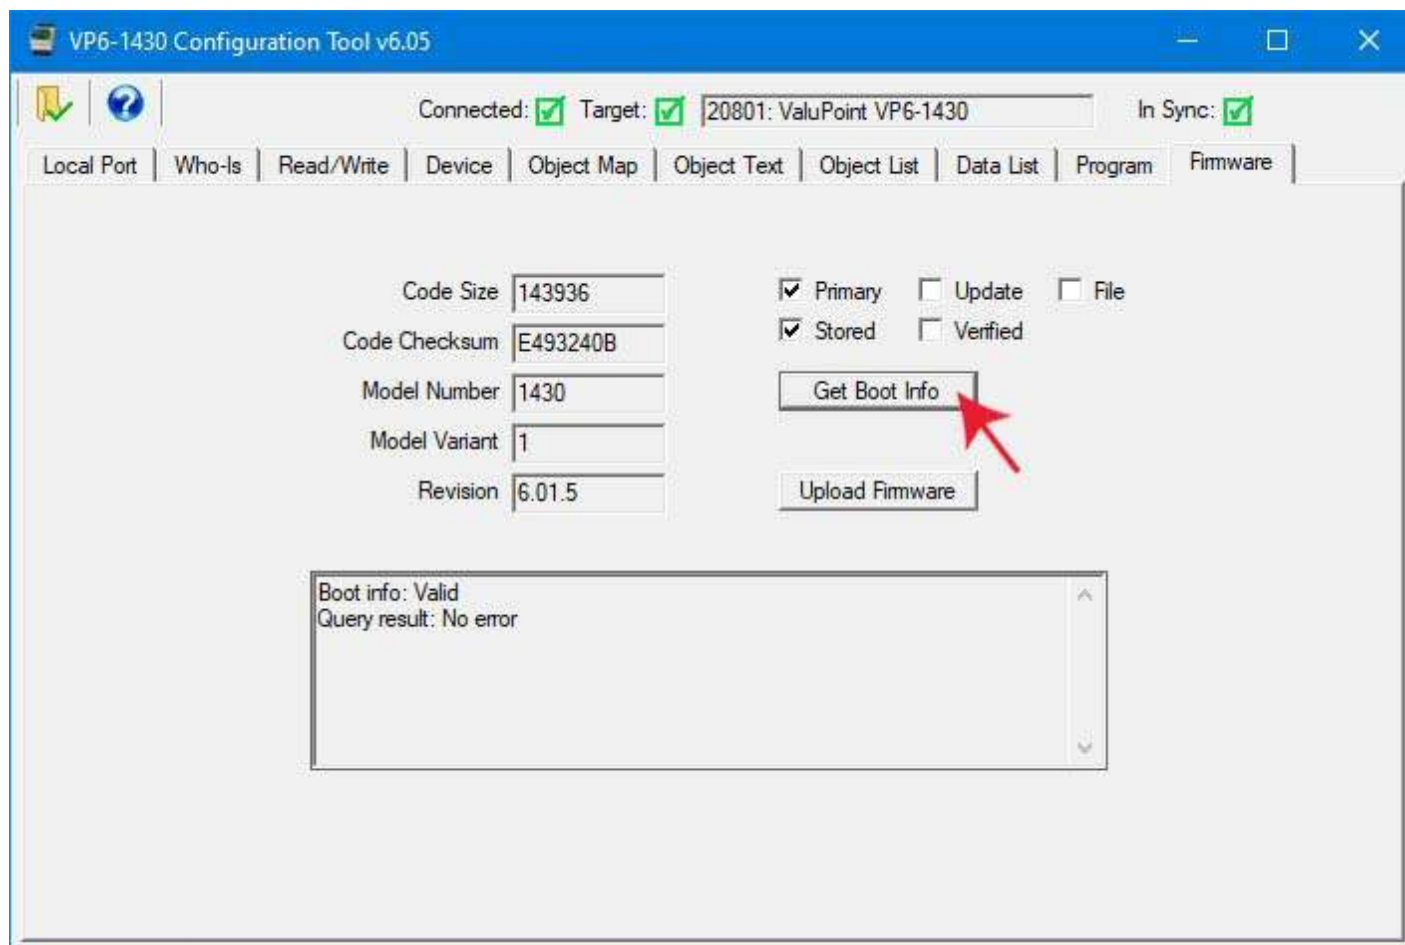 VP6-1430 Configuration Tool v6.05
Connected: Target: 20801: ValuPoint VP6-1430 In Sync:
Local Port Who-Is Read/Write Device Object Map Object Text Object List Data List Program Firmware
Code Size 143936 Primary Update File
Code Checksum E493240B Stored Verified
Model Number 1430 Get Boot Info
Model Variant 1
Revision 6.01.5 Upload Firmware
Boot info: Valid
Query result: No error